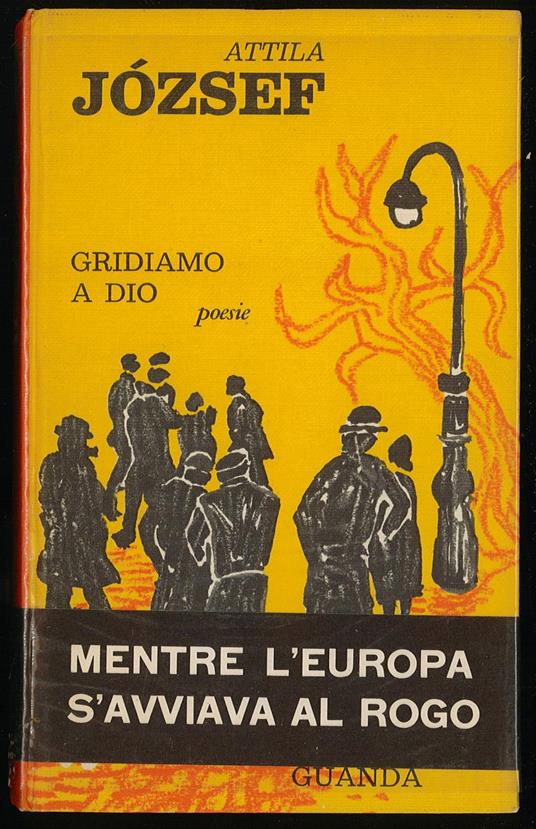 ATTILA
JÓZSEF
GRIDIAMO
A DIO
poesie
MENTRE L'EUROPA
S'AVVIAVA AL ROGO
GUANDA